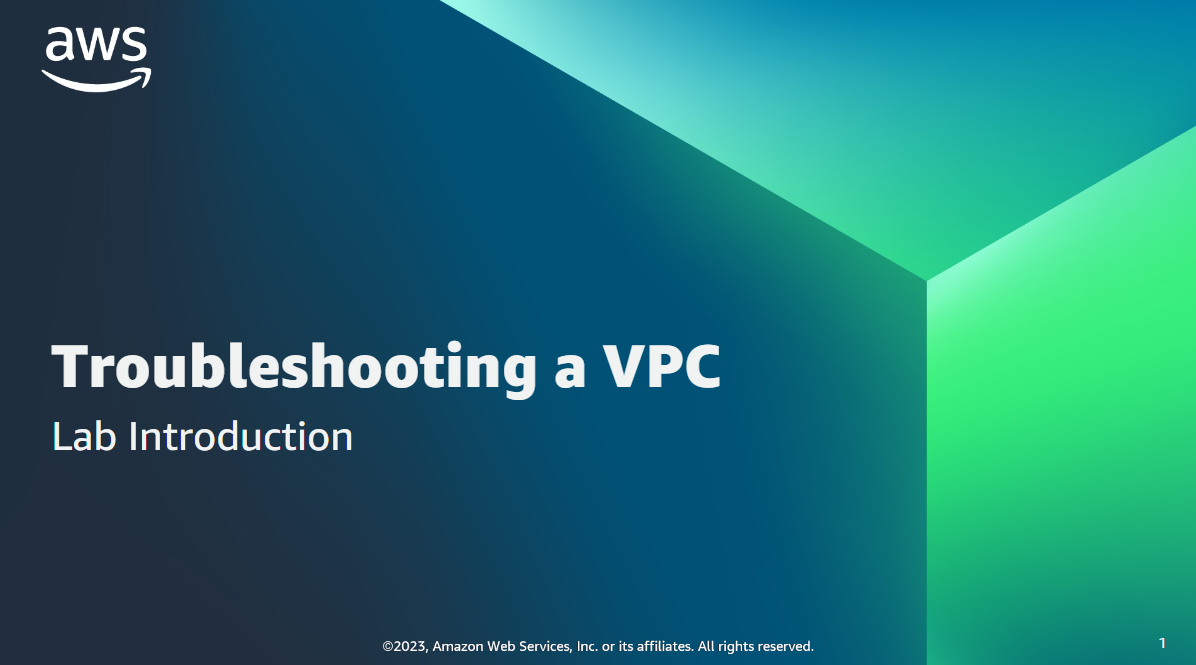 aws
Troubleshooting a VPC
Lab Introduction
©2023, Amazon Web Services, Inc. or its affiliates. All rights reserved.
1